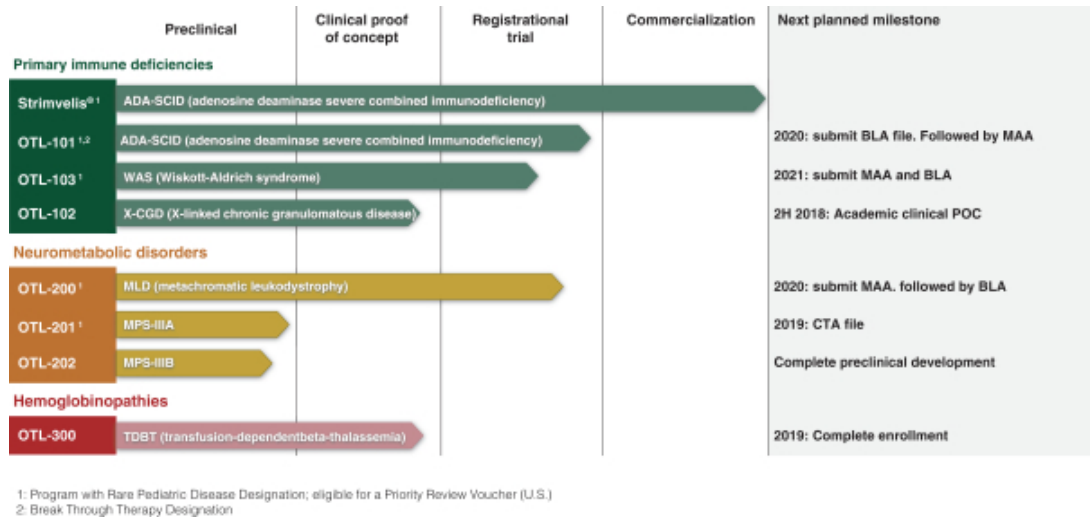 Preclinical
Clinical proof
of concept
Registrational
trial
Commercialization
Next planned milestone
Primary immune deficiencies
Strimvelis® 1 ADA-SCID (adenosine deaminase severe combined immunodeficiency)
OTL-101 1,2 ADA-SCID (adenosine deaminase severe combined immunodeficiency) 2020: submit BLA file. Followed by MAA
OTL-103 1 WAS (Wiskott-Aldrich syndrome) 2021: submit MAA and BLA
OTL-102 X-CGD (X-linked chronic granulomatous disease) 2H 2018: Academic clinical POC
Neurometabolic disorders
OTL-200 1 MLD (metachromatic leukodystrophy) 2020: submit MAA. followed by BLA
OTL-201 1 MPS-IIIA 2019: CTA file
OTL-202 MPS-IIIB Complete preclinical development
Hemoglobinopathies
OTL-300 TDBT (transfusion-dependentbeta-thalassemia) 2019: Complete enrollment
1: Program with Rare Pediatric Disease Designation; eligible for a Priority Review Voucher (U.S.)
2: Break Through Therapy Designation